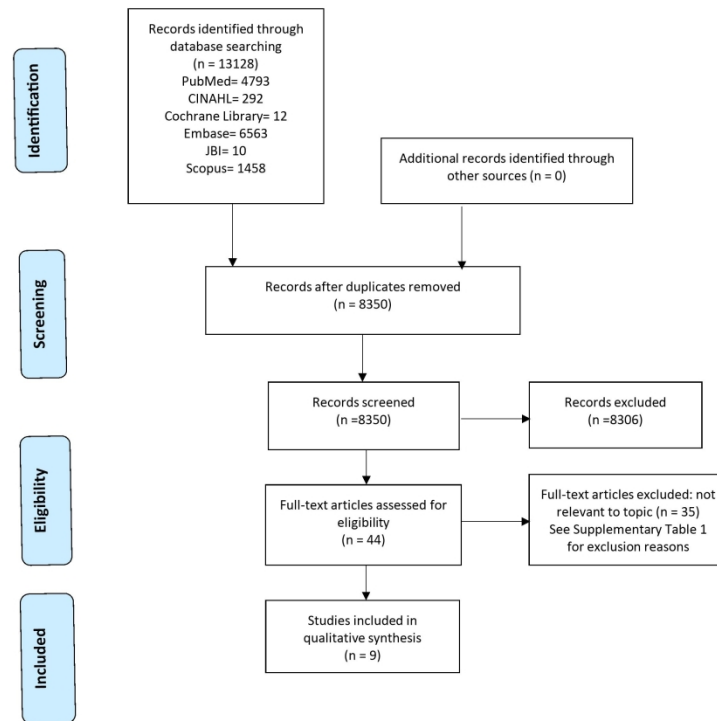 Identification
Records identified through
database searching
(n = 13128)
PubMed= 4793
CINAHL= 292
Cochrane Library= 12
Embase= 6563
JBI= 10
Scopus= 1458
Additional records identified through
other sources (n = 0)
Screening
Records after duplicates removed
(n = 8350)
Records screened
(n =8350)
Records excluded
(n =8306)
Eligibility
Full-text articles assessed for
eligibility
(n = 44)
Full-text articles excluded: not
relevant to topic (n = 35)
See Supplementary Table 1
for exclusion reasons
Included
Studies included in
qualitative synthesis
(n = 9)